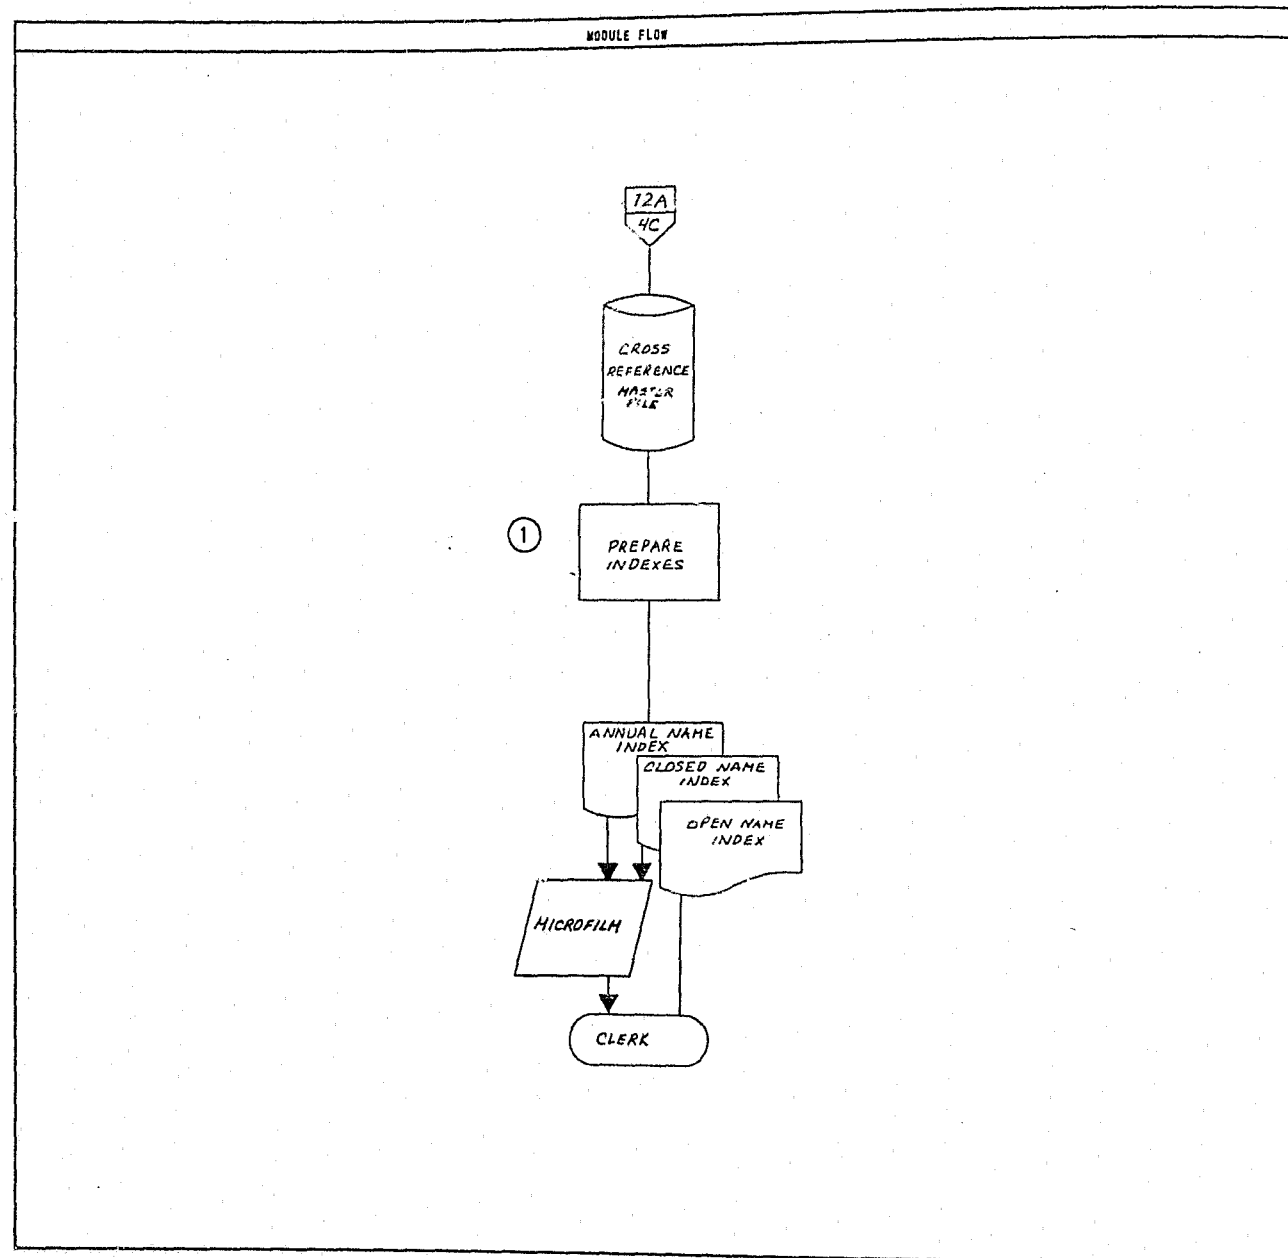 MODULE FLOW
12A
4C
CROSS
REFERENCE
MASTER
FILE
1
PREPARE
INDEXES
ANNUAL NAME
INDEX
CLOSED NAME
INDEX
OPEN NAME
INDEX
MICROFILM
CLERK